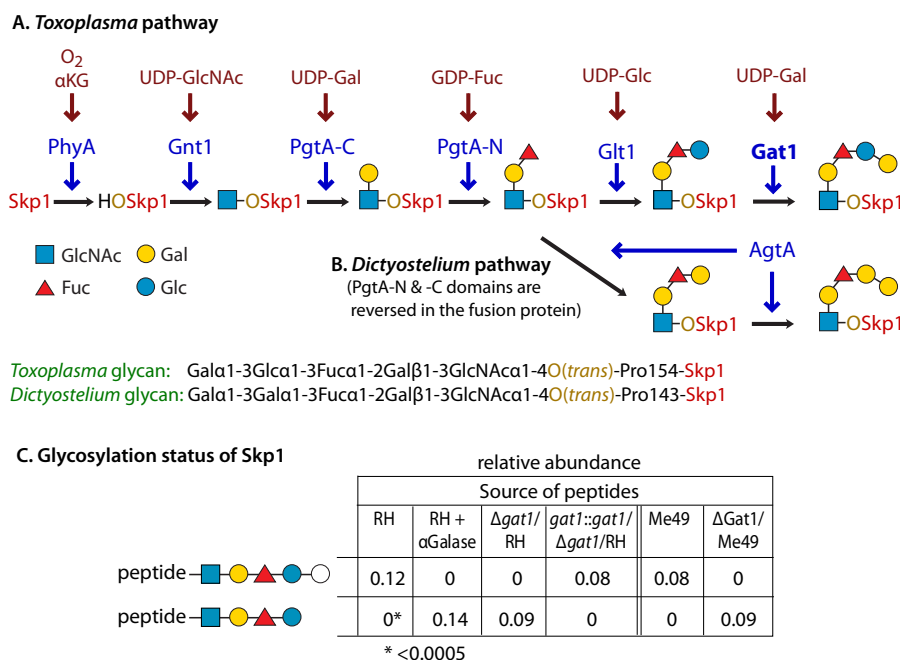 A. Toxoplasma pathway
O2
αKG
UDP-GlcNAc
UDP-Gal
GDP-Fuc
UDP-Glc
UDP-Gal
PhyA
Gnt1
PgtA-C
PgtA-N
Glt1
Gat1
Skp1
HOSkp1
OSkp1
OSkp1
OSkp1
OSkp1
OSkp1
GlcNAc
Gal
Fuc
Glc
B. Dictyostelium pathway
(PgtA-N & -C domains are
reversed in the fusion protein)
AgtA
OSkp1
OSkp1
Toxoplasma glycan: Galα1-3Glcα1-3Fucα1-2Galβ1-3GlcNAcα1-4O(trans)-Pro154-Skp1
Dictyostelium glycan: Galα1-3Galα1-3Fucα1-2Galβ1-3GlcNAcα1-4O(trans)-Pro143-Skp1
C. Glycosylation status of Skp1
relative abundance
Source of peptides
RH
RH +
αGalase
Δgat1/
RH
gat1::gat1/
Δgat1/RH
Me49
ΔGat1/
Me49
peptide
0.12 0 0 0.08 0.08 0
peptide
0* 0.14 0.09 0 0 0.09
* <0.0005